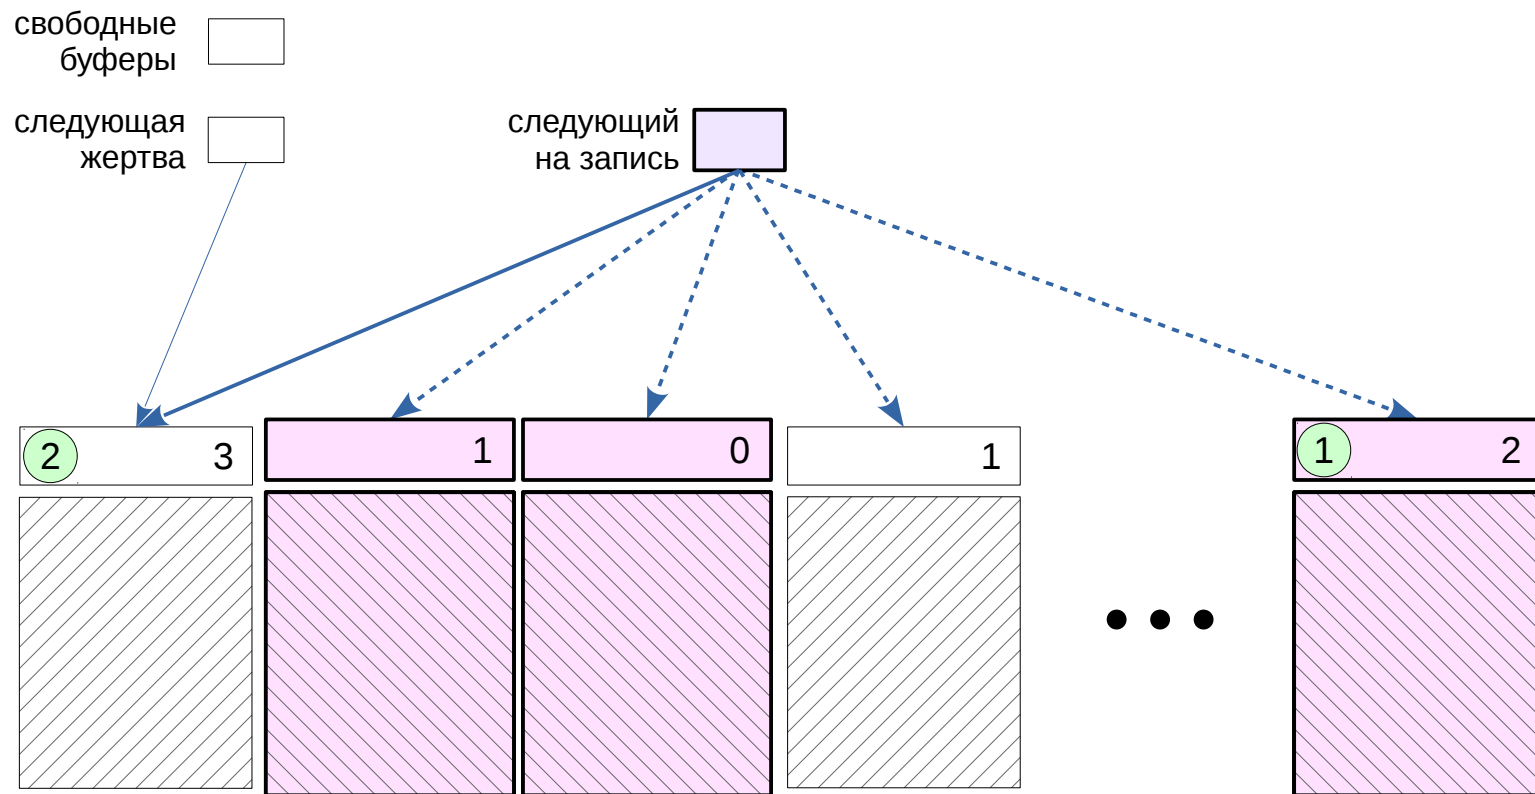 свободные
буферы
следующая
жертва
следующий
на запись
2 3
1
0
1
1 2